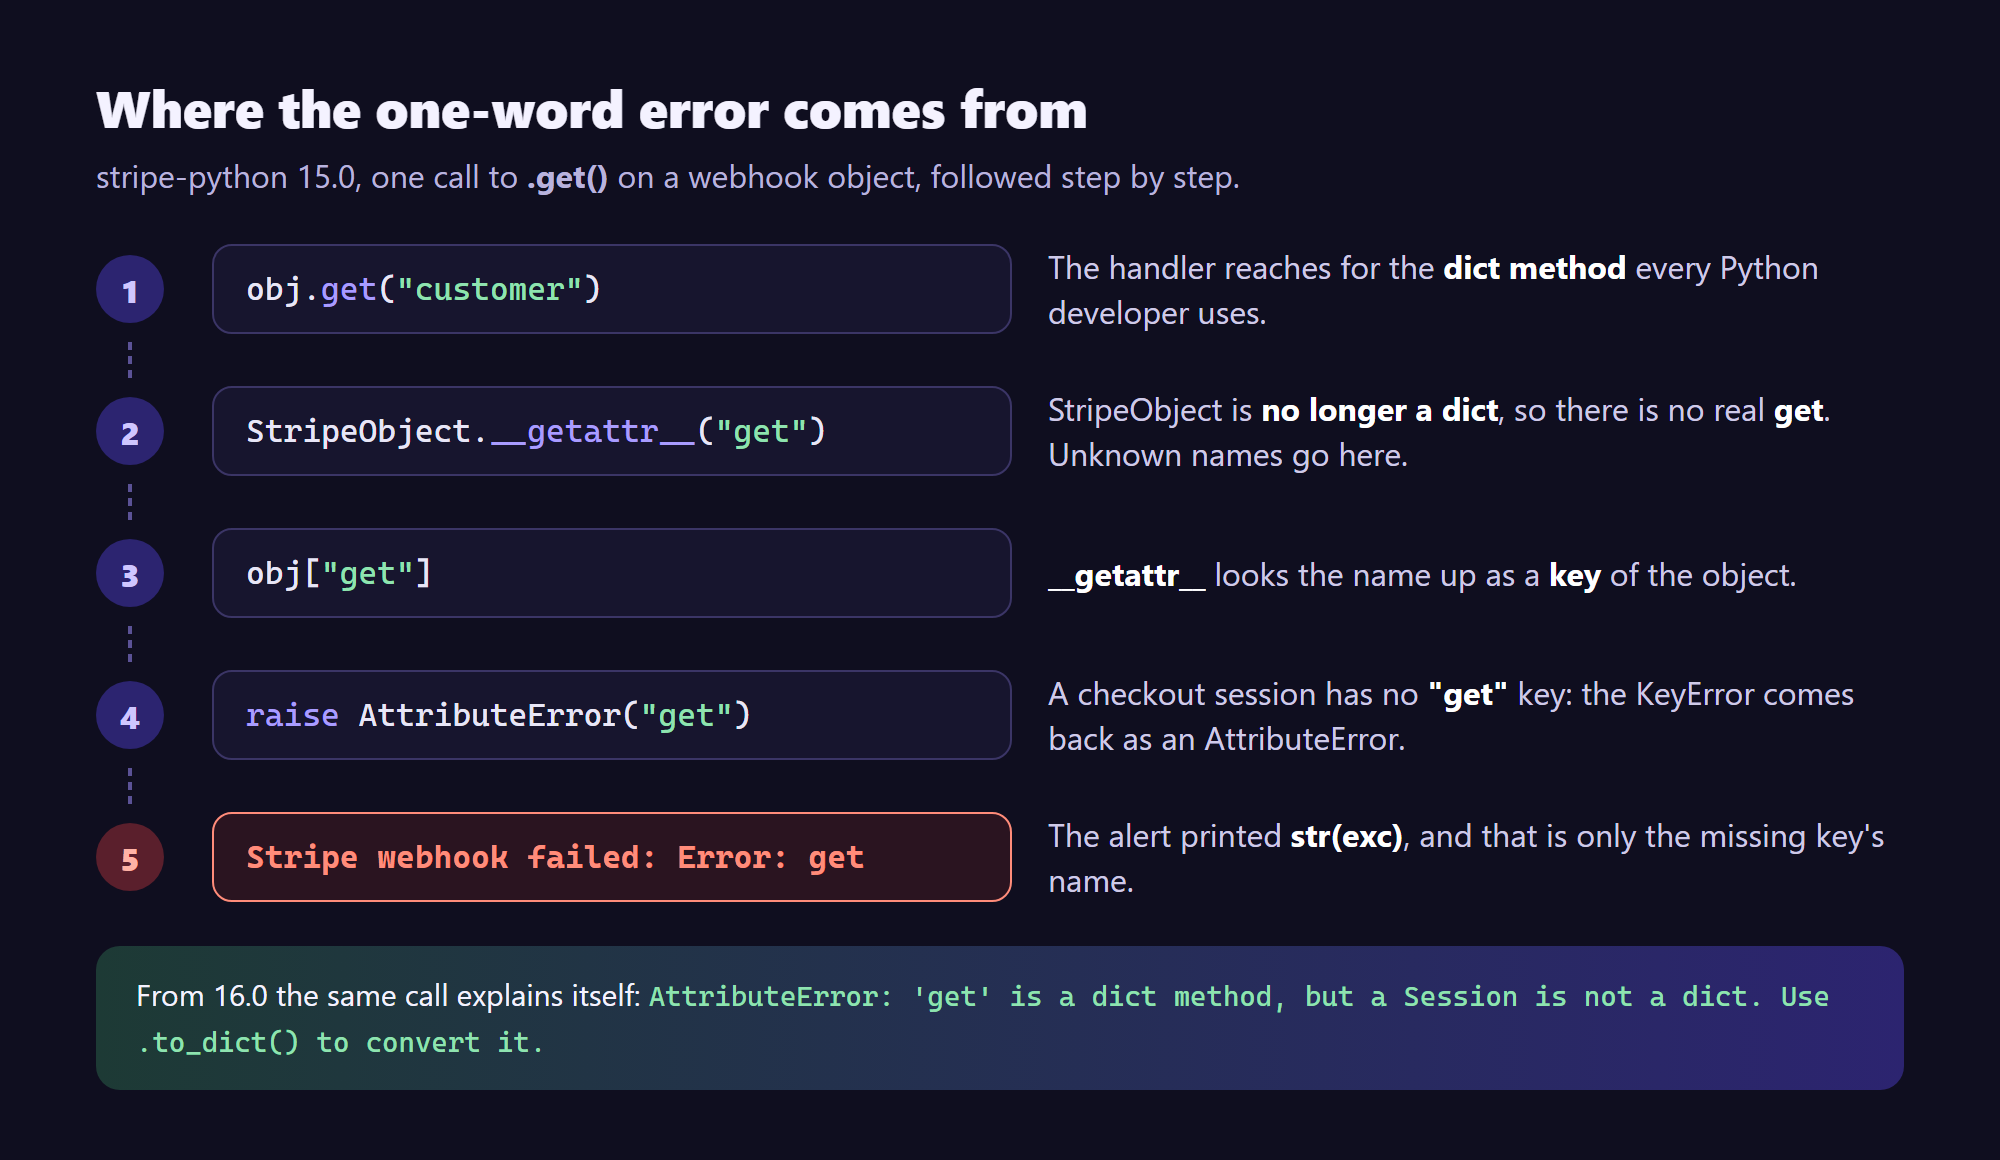 Where the one-word error comes from
stripe-python 15.0, one call to .get() on a webhook object, followed step by step.
1
obj.get("customer")
The handler reaches for the dict method every Python
developer uses.
2
StripeObject.__getattr__("get")
StripeObject is no longer a dict, so there is no real get.
Unknown names go here.
3
obj["get"]
__getattr__ looks the name up as a key of the object.
4
raise AttributeError("get")
A checkout session has no "get" key: the KeyError comes
back as an AttributeError.
5
Stripe webhook failed: Error: get
The alert printed str(exc), and that is only the missing key's
name.
From 16.0 the same call explains itself: AttributeError: 'get' is a dict method, but a Session is not a dict. Use
.to_dict() to convert it.